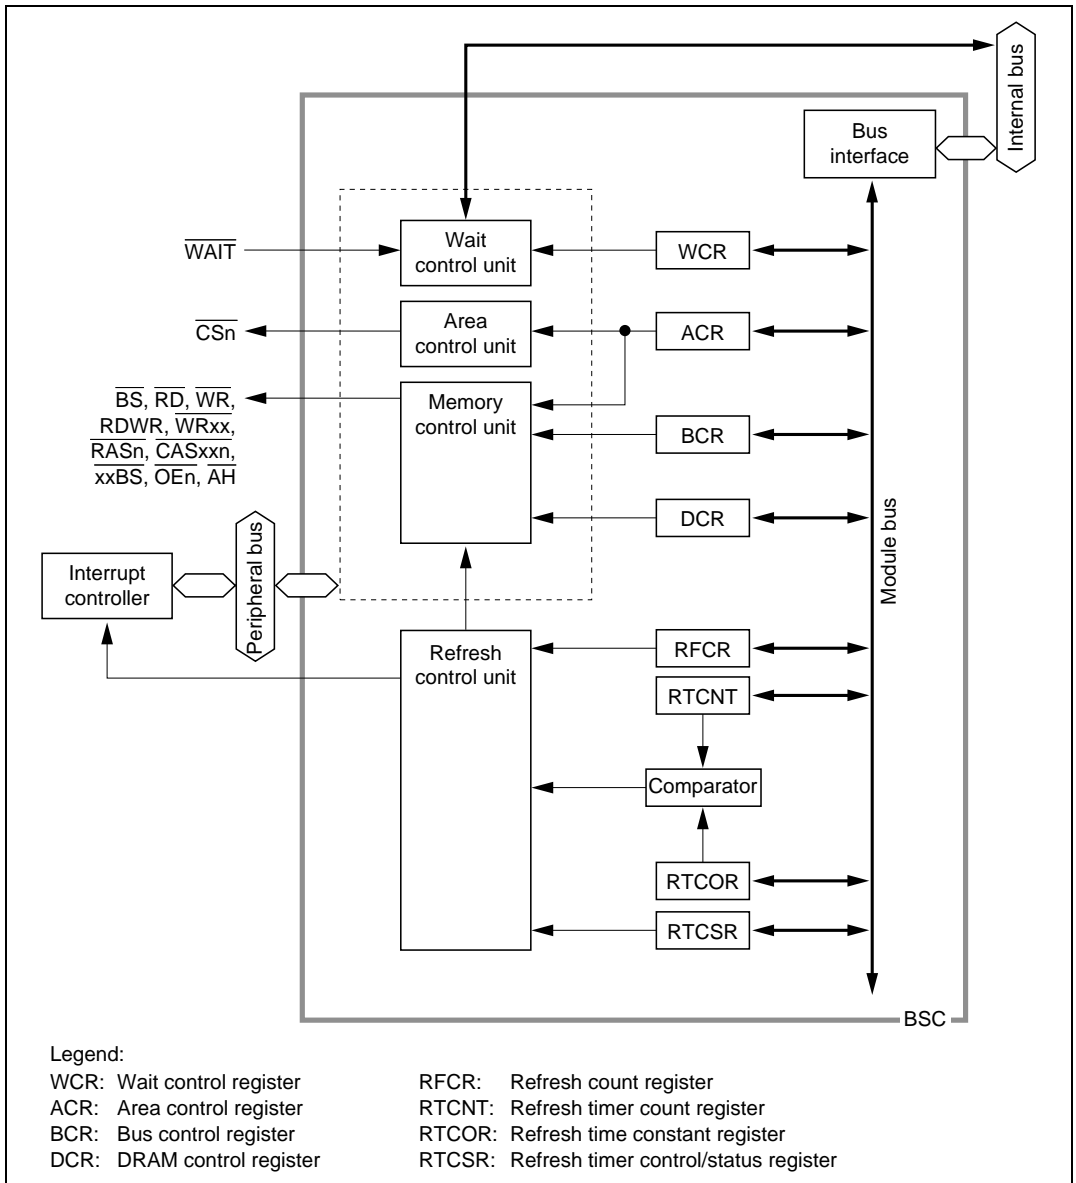 Internal bus
Bus
interface
WAIT
Wait
control unit
WCR
CSn
Area
control unit
ACR
BS, RD, WR,
RDWR, WRxx,
RASn, CASxxn,
xxBS, OEn, AH
Memory
control unit
BCR
DCR
Module bus
Interrupt
controller
Peripheral bus
Refresh
control unit
RFCR
RTCNT
Comparator
RTCOR
RTCSR
BSC
Legend:
WCR: Wait control register
ACR: Area control register
BCR: Bus control register
DCR: DRAM control register
RFCR: Refresh count register
RTCNT: Refresh timer count register
RTCOR: Refresh time constant register
RTCSR: Refresh timer control/status register